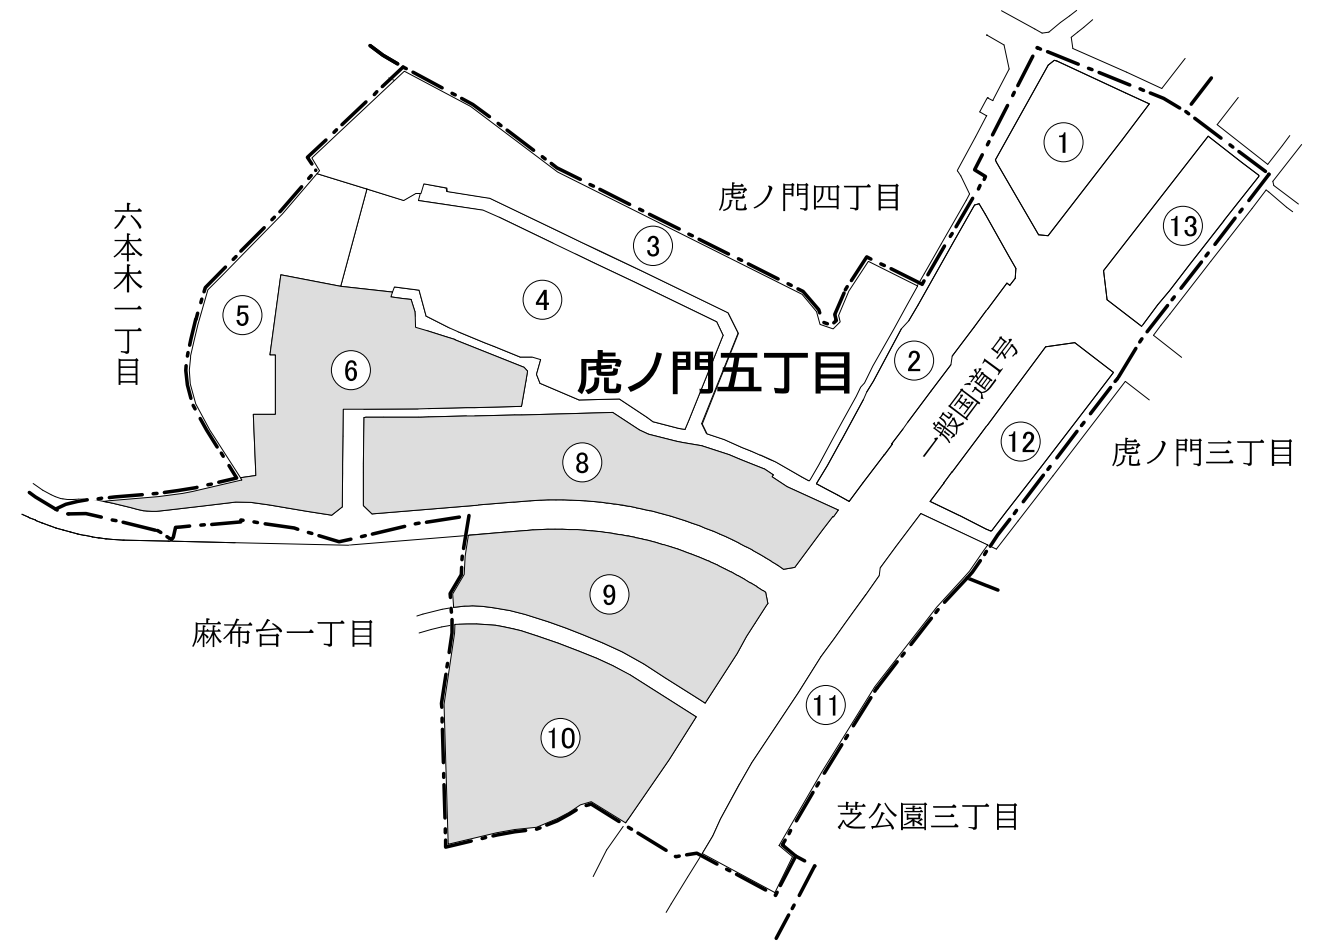 ①
虎ノ門四丁目
⑬
③
六本木一丁目
④
⑤
②
⑥
虎ノ門五丁目
一般国道1号
⑫
虎ノ門三丁目
⑧
⑨
麻布台一丁目
⑪
⑩
芝公園三丁目